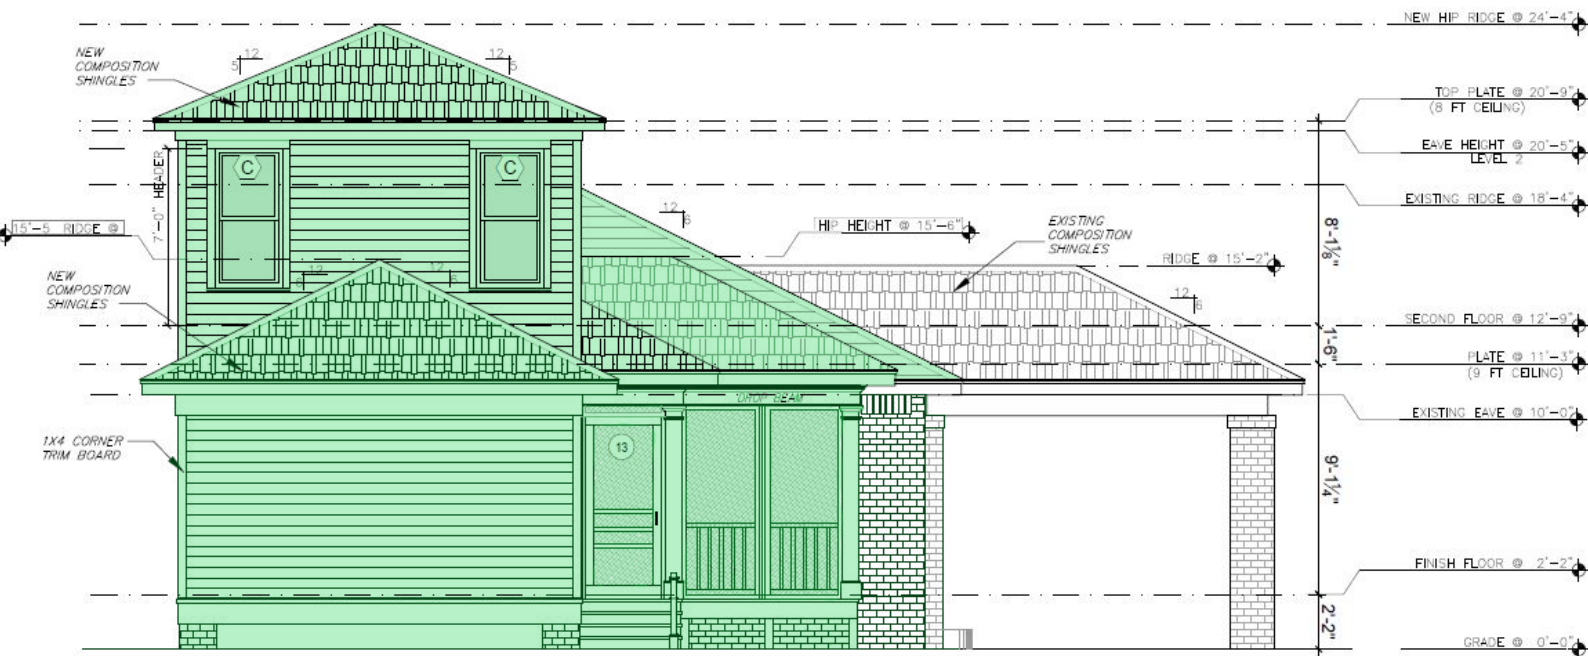 NEW HIP RIDGE @ 24'-4"
NEW
COMPOSITION
SHINGLES
12
5
12
5
TOP PLATE @ 20'-9"
(8 FT CEILING)
EAVE HEIGHT @ 20'-5"
LEVEL 2
7'-0" HEADER
C
C
EXISTING RIDGE @ 18'-4"
12
6
15'-5 RIDGE @
HIP HEIGHT @ 15'-6"
EXISTING
COMPOSITION
SHINGLES
8'-1⅛"
RIDGE @ 15'-2"
NEW
COMPOSITION
SHINGLES
12
6
12
6
12
6
SECOND FLOOR @ 12'-9"
1'-6"
PLATE @ 11'-3"
(9 FT CEILING)
DROP BEAM
EXISTING EAVE @ 10'-0"
1X4 CORNER
TRIM BOARD
13
9'-1¼"
FINISH FLOOR @ 2'-2"
2'-2"
GRADE @ 0'-0"